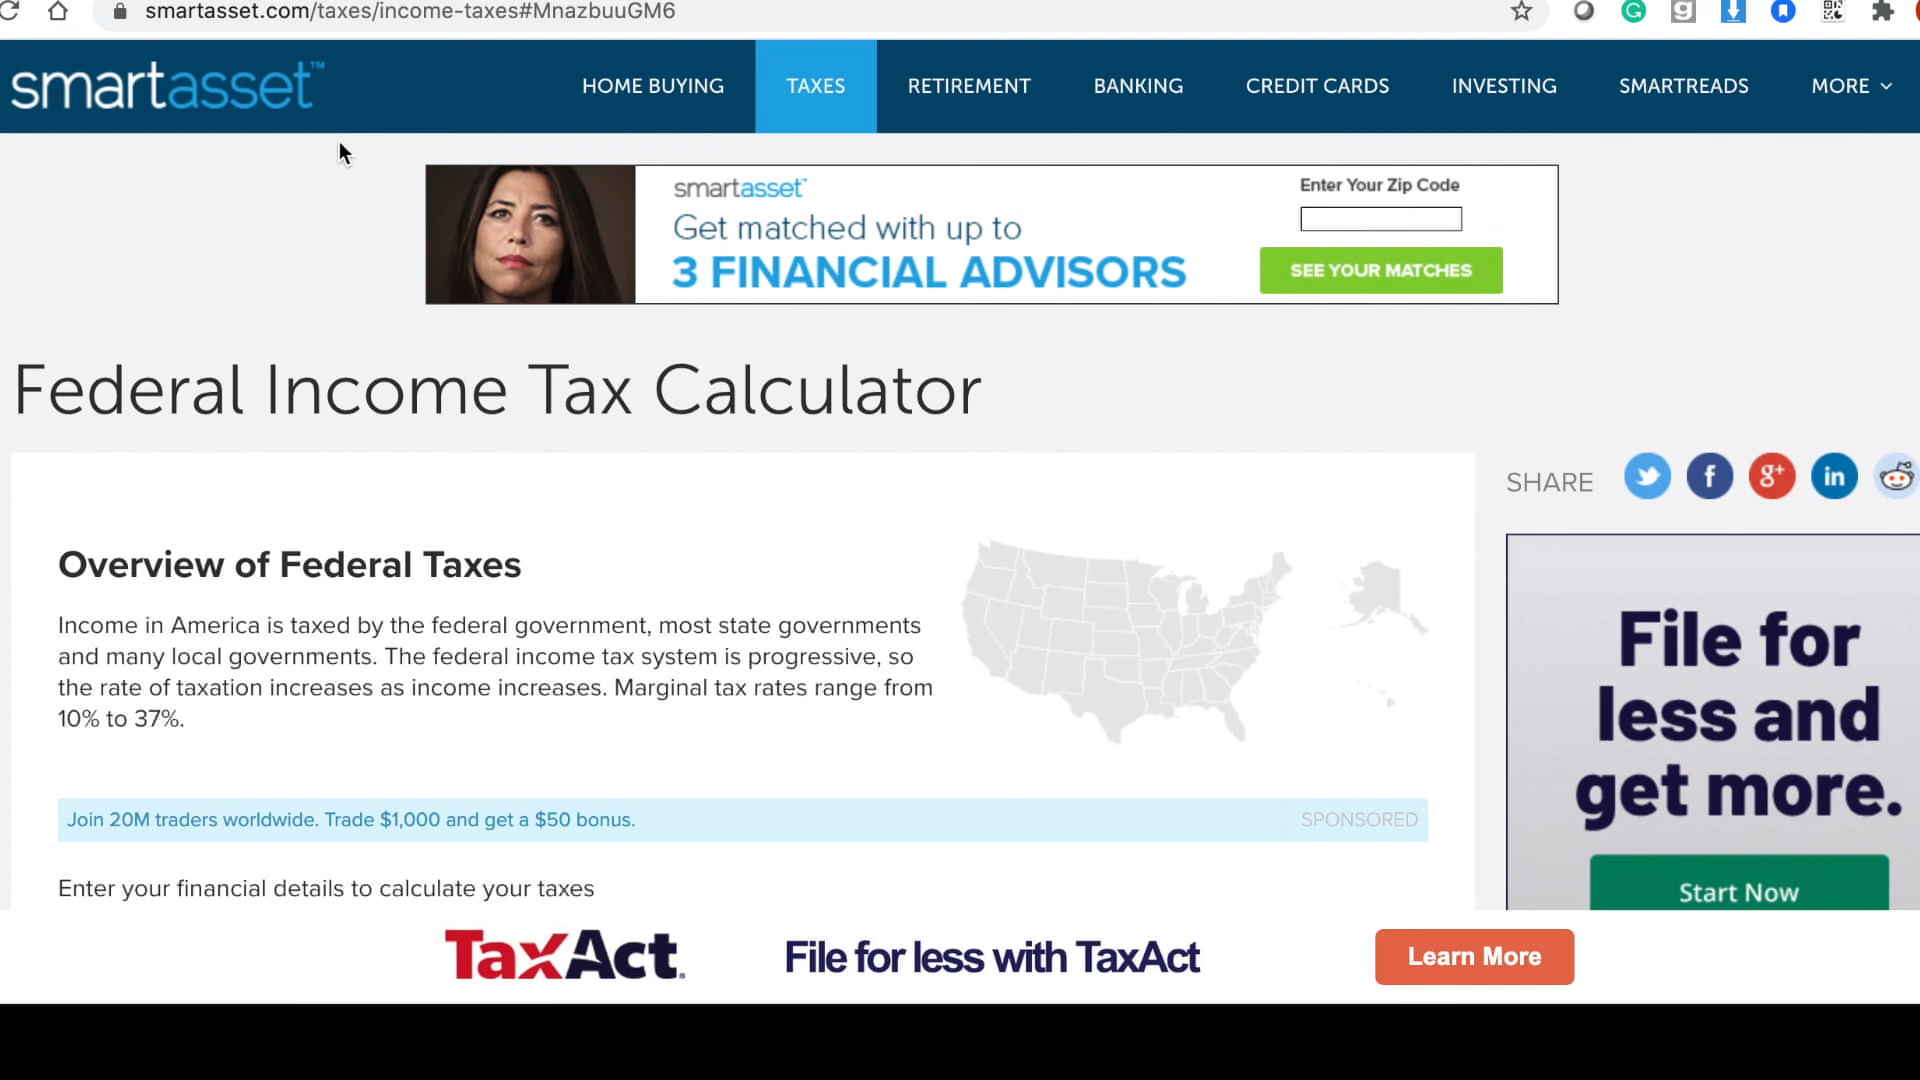 smartasset.com/taxes/income-taxes#MnazbuuGM6
smartasset™
HOME BUYING
TAXES
RETIREMENT
BANKING
CREDIT CARDS
INVESTING
SMARTREADS
MORE
smartasset™
Get matched with up to
3 FINANCIAL ADVISORS
Enter Your Zip Code
SEE YOUR MATCHES
Federal Income Tax Calculator
SHARE
Overview of Federal Taxes
Income in America is taxed by the federal government, most state governments
and many local governments. The federal income tax system is progressive, so
the rate of taxation increases as income increases. Marginal tax rates range from
10% to 37%.
File for
less and
get more.
Start Now
Join 20M traders worldwide. Trade $1,000 and get a $50 bonus.
SPONSORED
Enter your financial details to calculate your taxes
TaxAct.
File for less with TaxAct
Learn More